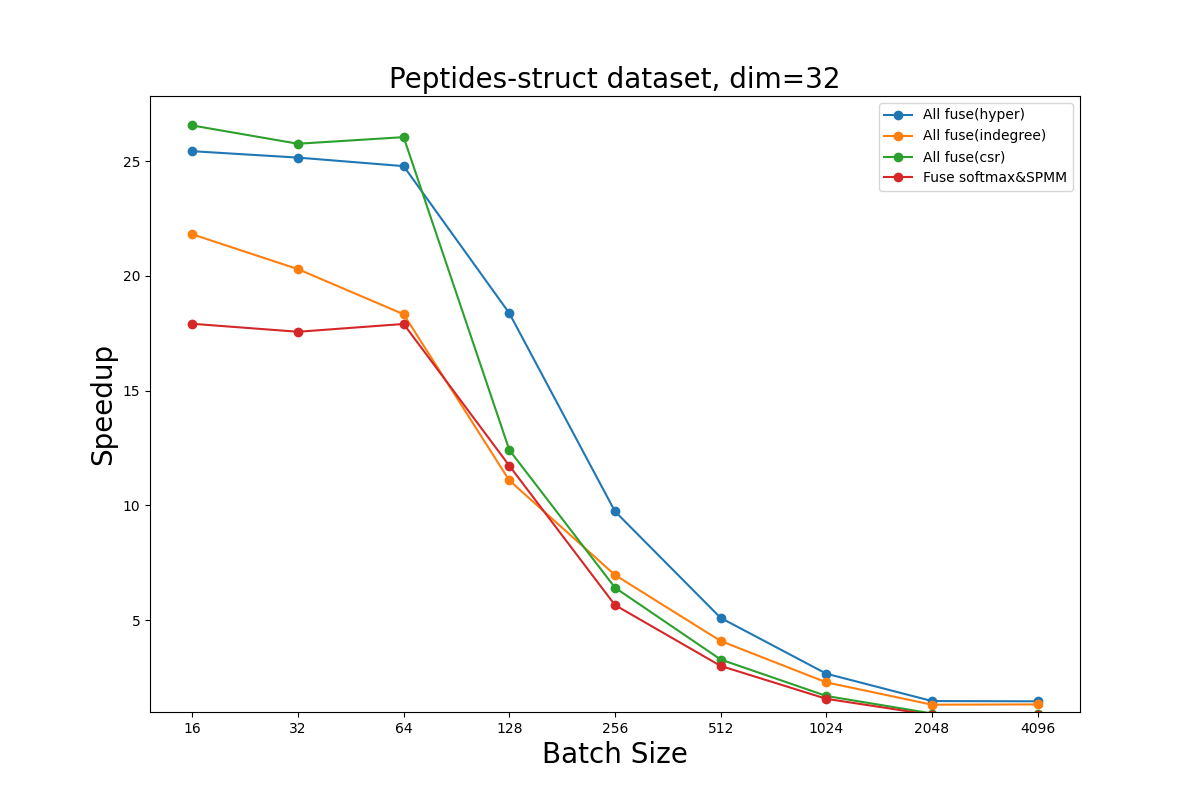 Peptides-struct dataset, dim=32
All fuse(hyper)
All fuse(indegree)
All fuse(csr)
Fuse softmax&SPMM
25
20
15
10
5
Speedup
16 32 64 128 256 512 1024 2048 4096
Batch Size